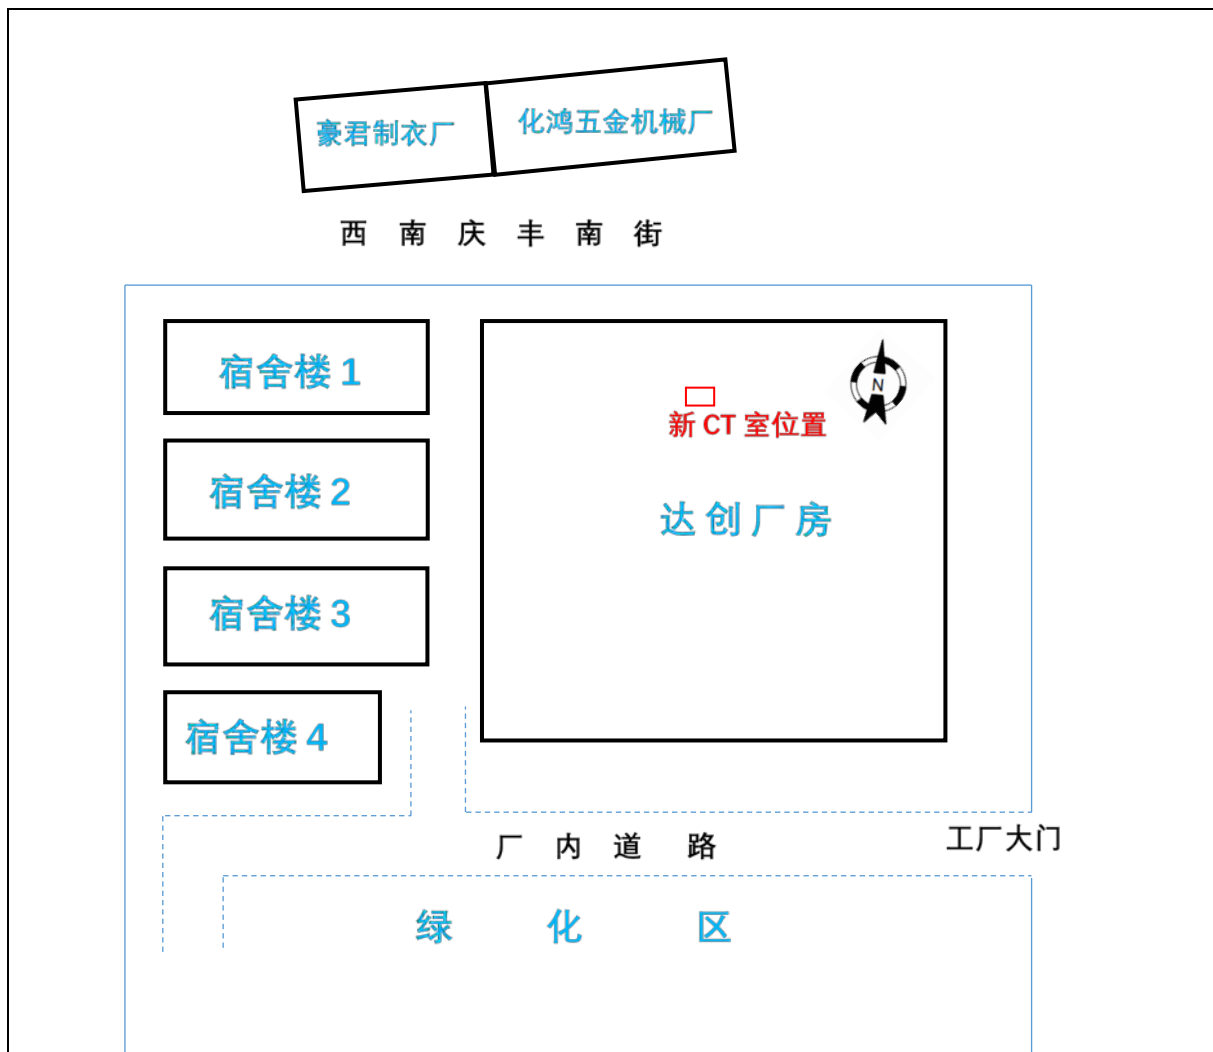 豪君制衣厂
化鸿五金机械厂
西南庆丰南街
宿舍楼 1
N
新 CT 室位置
宿舍楼 2
达创厂房
宿舍楼 3
宿舍楼 4
厂内道路
工厂大门
绿化区